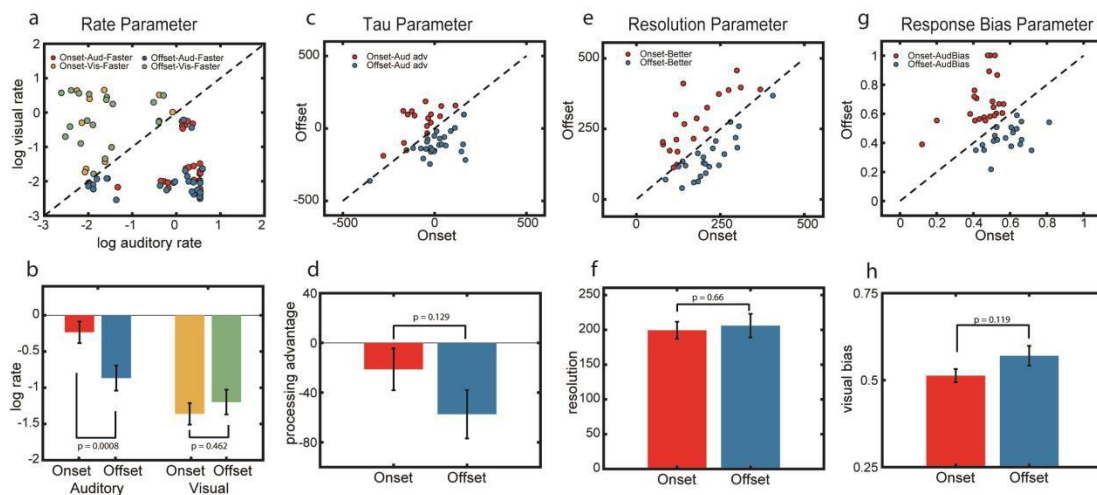 a Rate Parameter
2
1
0
-1
-2
-3
log visual rate
Onset-Aud-Faster
Onset-Vis-Faster
Offset-Aud-Faster
Offset-Vis-Faster
-3 -2 -1 0 1 2
log auditory rate
c Tau Parameter
500
0
-500
Offset
Onset-Aud adv
Offset-Aud adv
-500 0 500
Onset
e Resolution Parameter
500
250
0
Offset
Onset-Better
Offset-Better
0 250 500
Onset
g Response Bias Parameter
1
0.8
0.6
0.4
0.2
0
Offset
Onset-AudBias
Offset-AudBias
0 0.2 0.4 0.6 0.8 1
Onset
b
0
-0.5
-1
-1.5
-2
log rate
p = 0.0008
p = 0.462
Onset Offset Onset Offset
Auditory Visual
d
40
0
-40
-80
processing advantage
p = 0.129
Onset Offset
f
250
200
150
100
50
0
resolution
p = 0.66
Onset Offset
h
0.75
0.5
0.25
visual bias
p = 0.119
Onset Offset